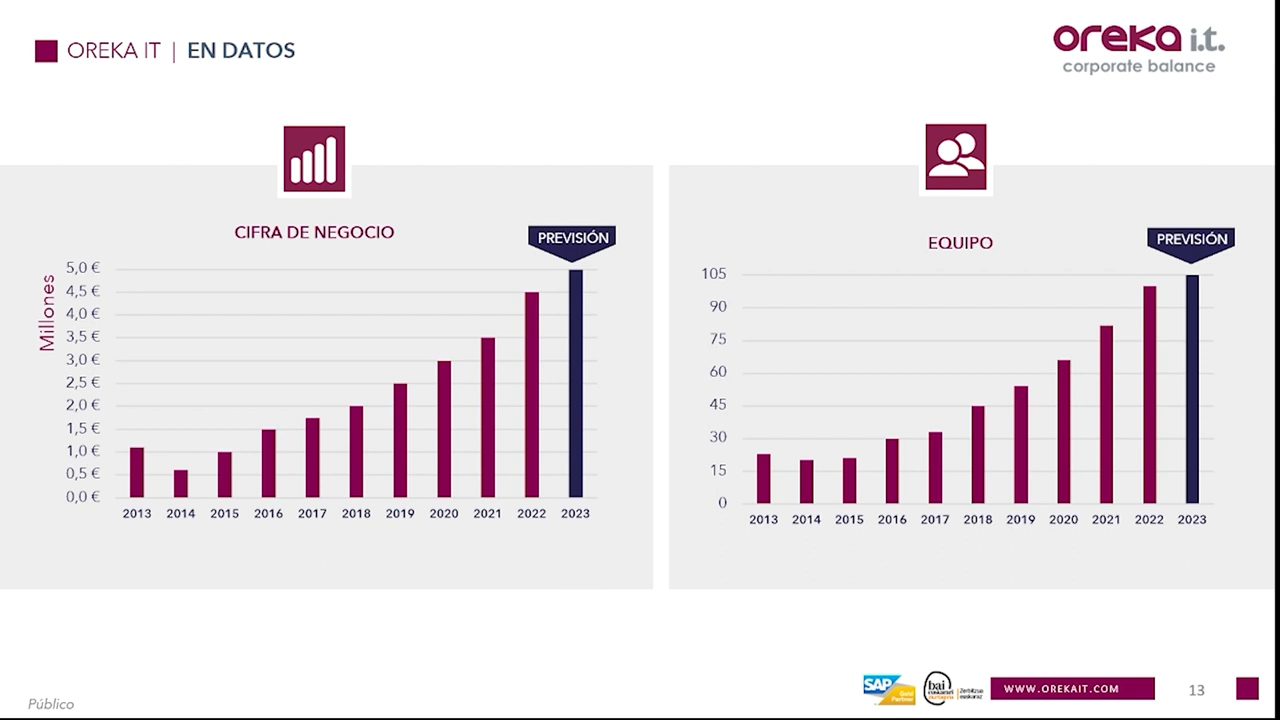 OREKA IT | EN DATOS
oreka i.t.
corporate balance
CIFRA DE NEGOCIO
PREVISIÓN
Millones
5,0 €
4,5 €
4,0 €
3,5 €
3,0 €
2,5 €
2,0 €
1,5 €
1,0 €
0,5 €
0,0 €
2013 2014 2015 2016 2017 2018 2019 2020 2021 2022 2023
EQUIPO
PREVISIÓN
105
90
75
60
45
30
15
0
2013 2014 2015 2016 2017 2018 2019 2020 2021 2022 2023
Público
SAP
Gold
Partner
bai
euskarari
Zerbitzua
euskaraz
WWW.OREKAIT.COM
13